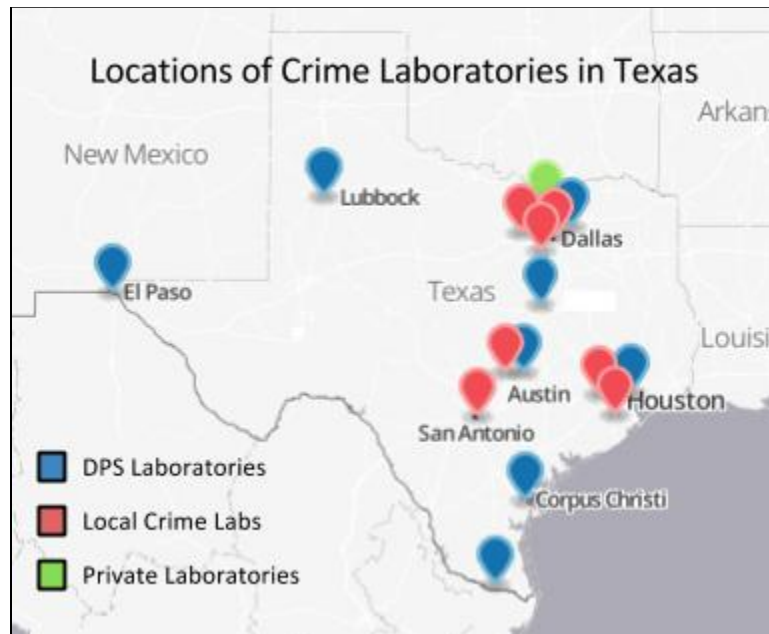 Locations of Crime Laboratories in Texas
Arkans
New Mexico
Lubbock
Dallas
El Paso
Texas
Louisi
Austin
Houston
San Antonio
DPS Laboratories
Corpus Christi
Local Crime Labs
Private Laboratories